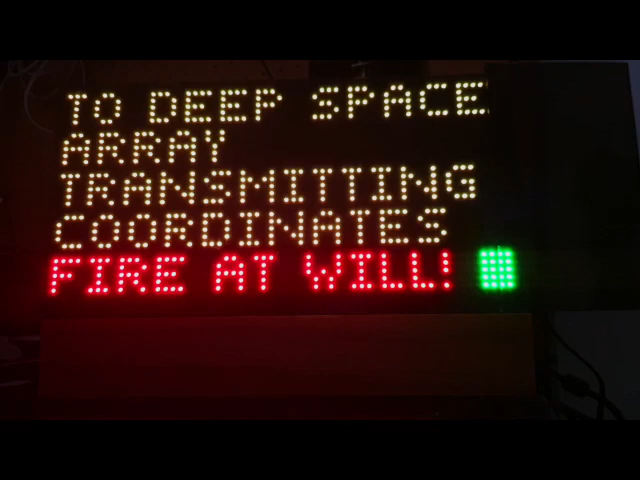 TO DEEP SPACE
ARRAY
TRANSMITTING
COORDINATES
FIRE AT WILL!